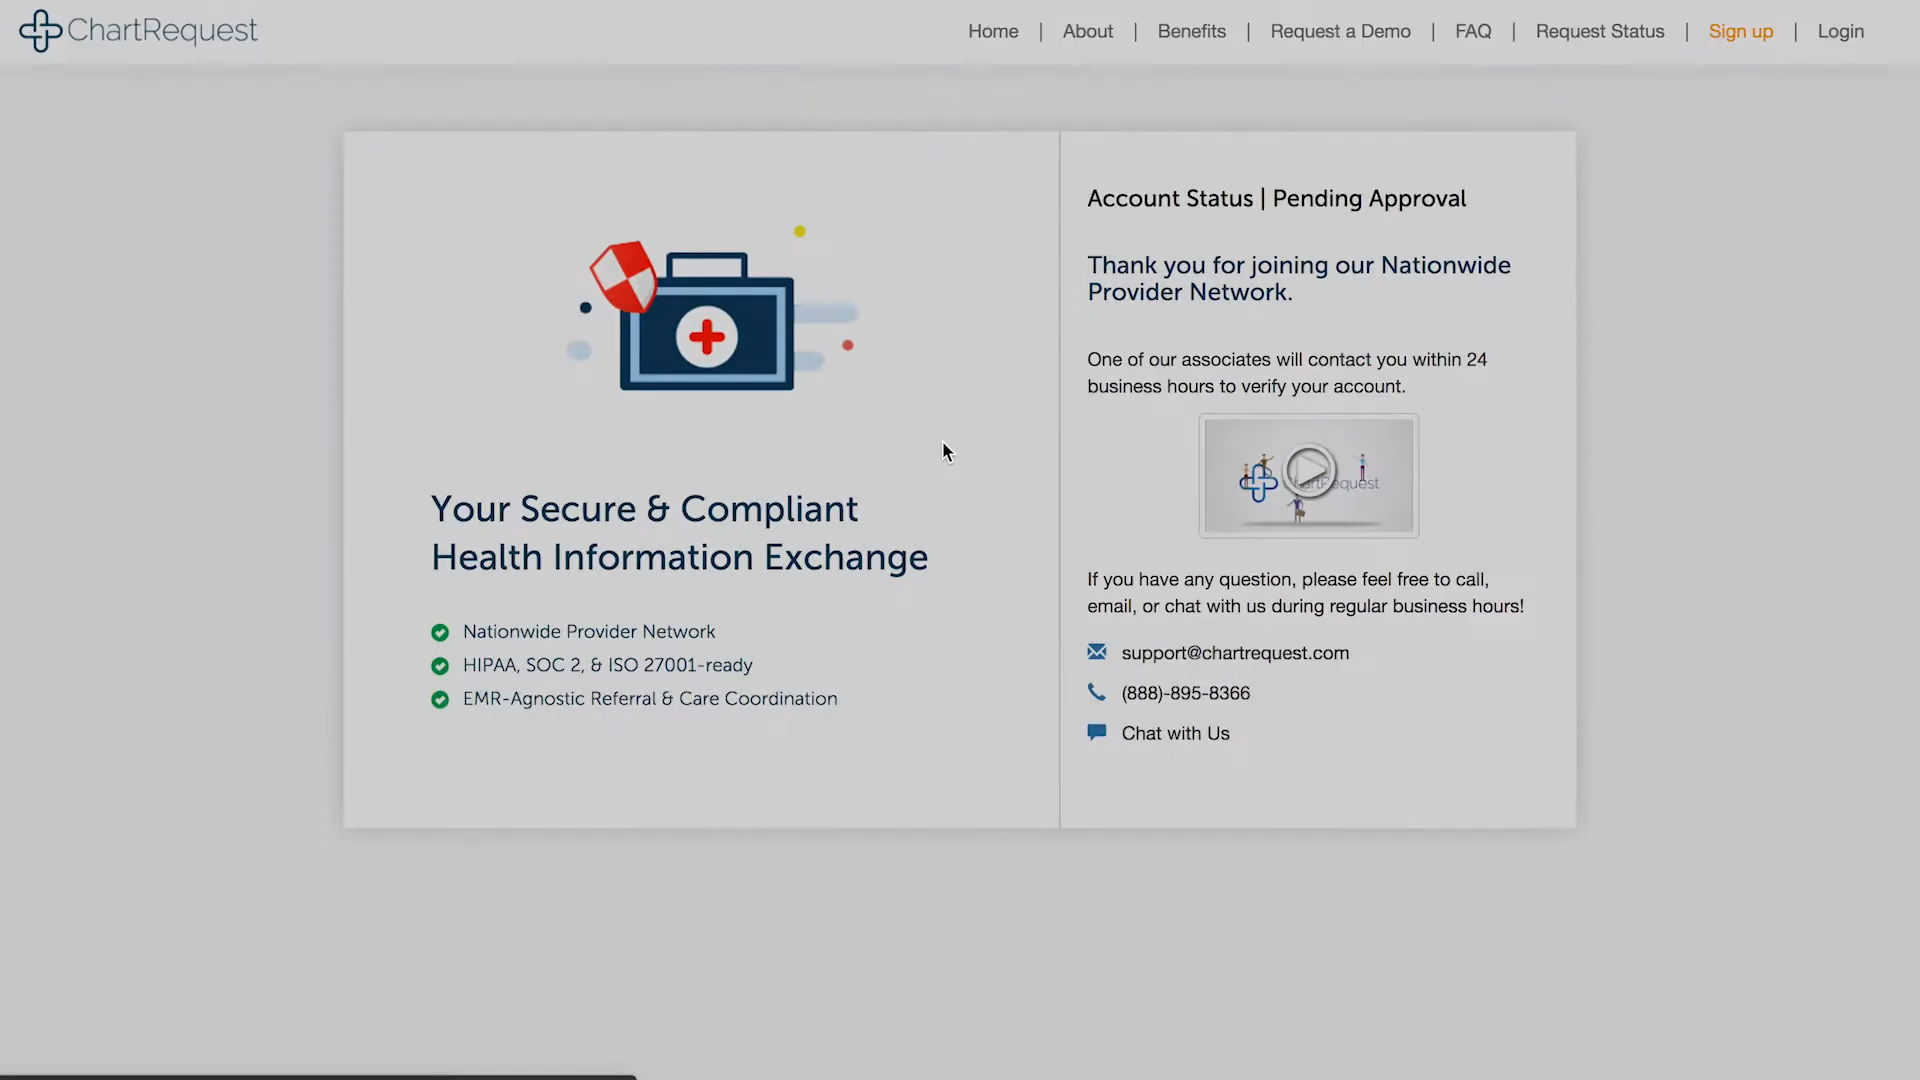 ChartRequest
Home | About | Benefits | Request a Demo | FAQ | Request Status | Sign up | Login
Your Secure & Compliant
Health Information Exchange
Nationwide Provider Network
HIPAA, SOC 2, & ISO 27001-ready
EMR-Agnostic Referral & Care Coordination
Account Status | Pending Approval
Thank you for joining our Nationwide
Provider Network.
One of our associates will contact you within 24
business hours to verify your account.
ChartRequest
If you have any question, please feel free to call,
email, or chat with us during regular business hours!
support@chartrequest.com
(888)-895-8366
Chat with Us